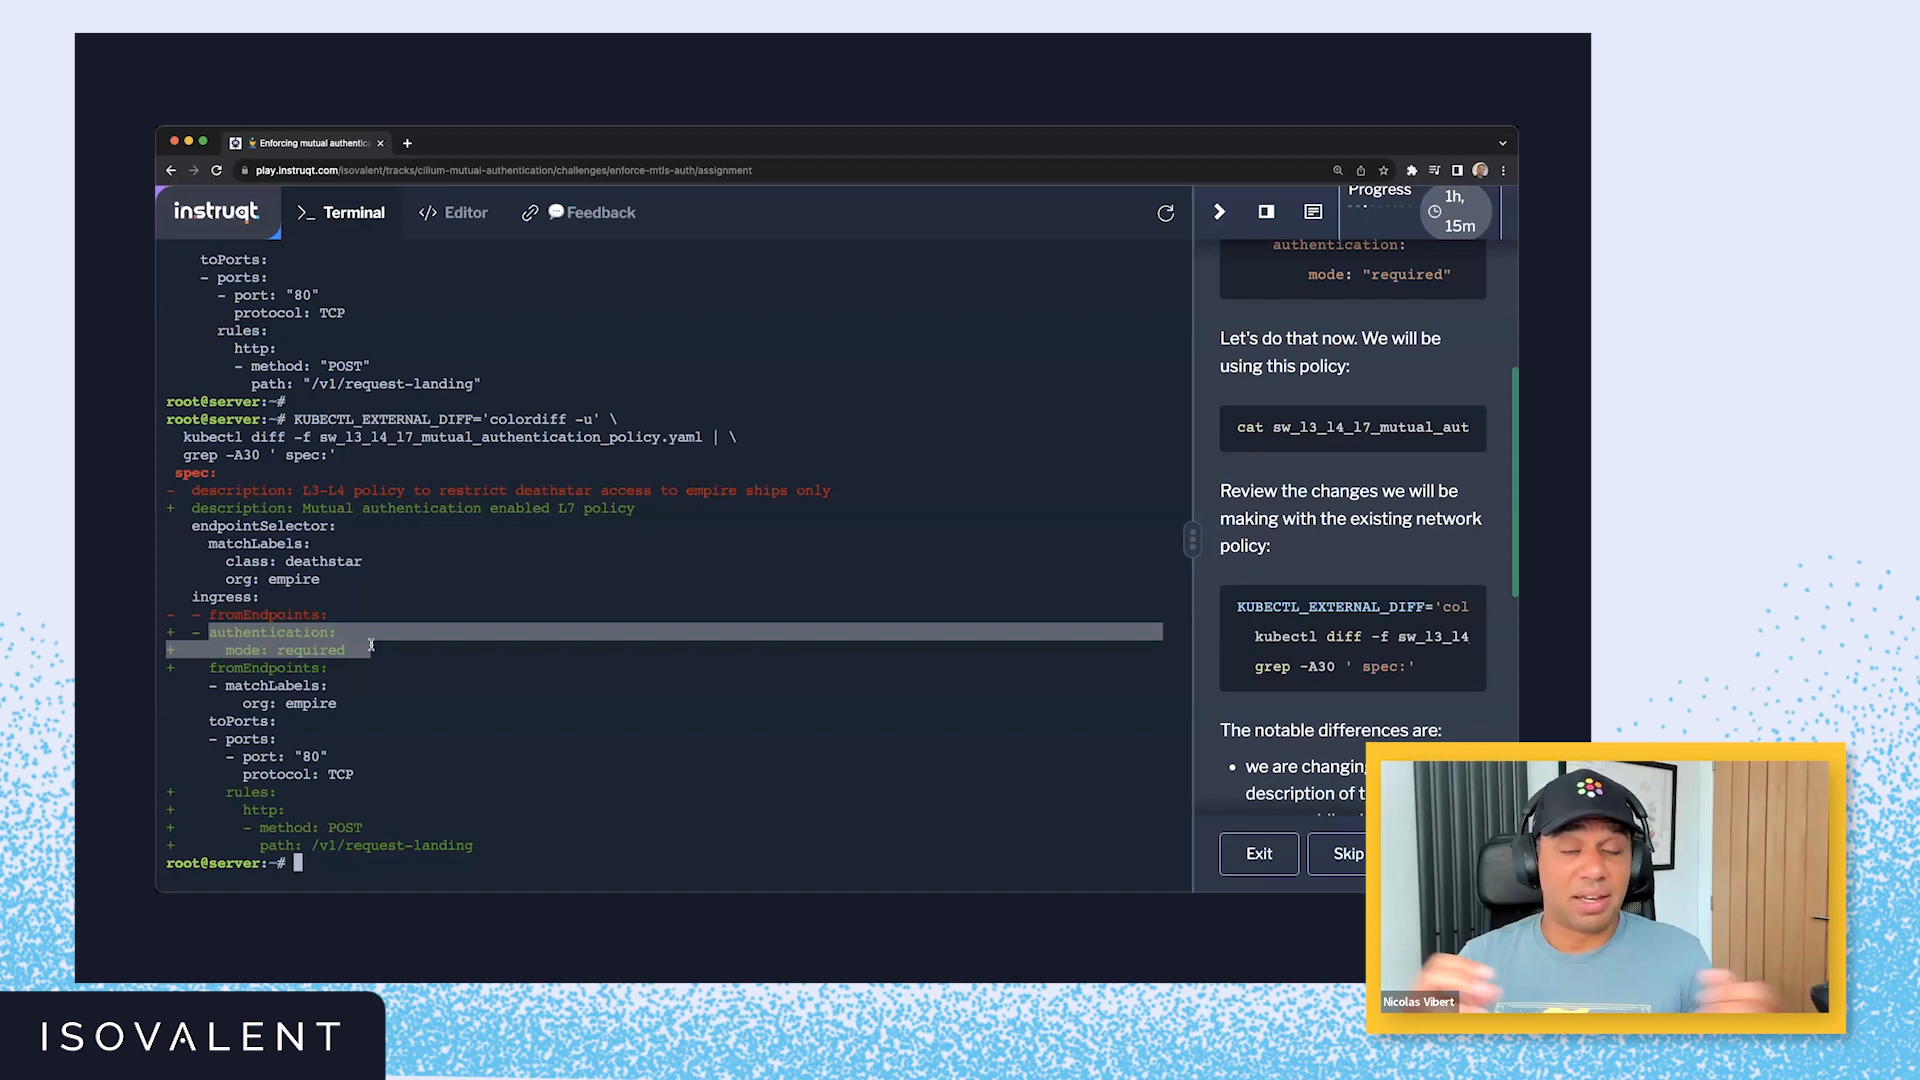 Enforcing mutual authentic
play.instruqt.com/isovalent/tracks/cilium-mutual-authentication/challenges/enforce-mtls-auth/assignment
instruqt
Terminal
Editor
Feedback
Progress
1h,
15m
toPorts:
- ports:
- port: "80"
protocol: TCP
rules:
http:
- method: "POST"
path: "/v1/request-landing"
root@server:~#
root@server:~# KUBECTL_EXTERNAL_DIFF='colordiff -u' \
kubectl diff -f sw_l3_l4_l7_mutual_authentication_policy.yaml | \
grep -A30 ' spec:'
spec:
- description: L3-L4 policy to restrict deathstar access to empire ships only
+ description: Mutual authentication enabled L7 policy
endpointSelector:
matchLabels:
class: deathstar
org: empire
ingress:
- - fromEndpoints:
+ - authentication:
+ mode: required
+ fromEndpoints:
- matchLabels:
org: empire
toPorts:
- ports:
- port: "80"
protocol: TCP
+ rules:
+ http:
+ - method: POST
+ path: /v1/request-landing
root@server:~#
authentication:
mode: "required"
Let's do that now. We will be
using this policy:
cat sw_l3_l4_l7_mutual_aut
Review the changes we will be
making with the existing network
policy:
KUBECTL_EXTERNAL_DIFF='col
kubectl diff -f sw_l3_l4
grep -A30 ' spec:'
The notable differences are:
• we are changing
description of t
Exit
Skip
Nicolas Vibert
ISOVALENT